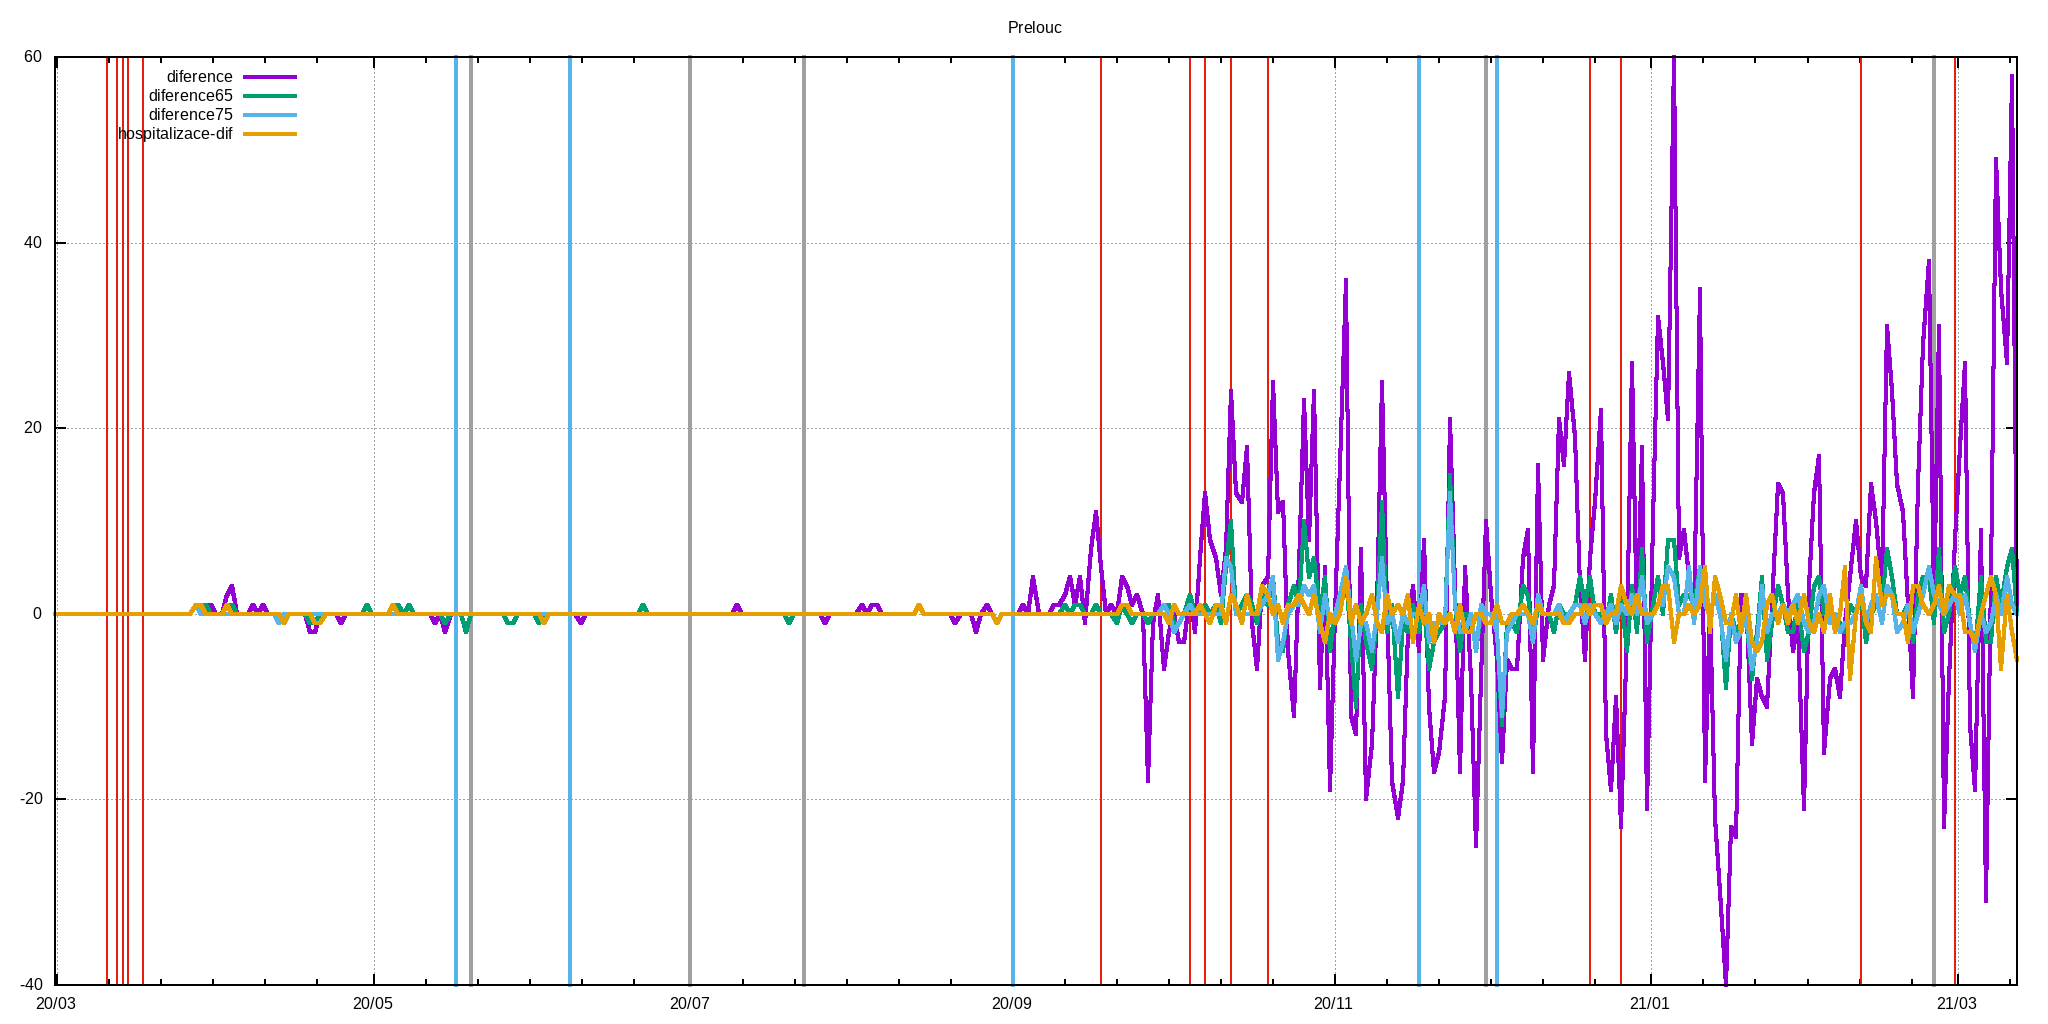 Prelouc
60
diference
diference65
diference75
hospitalizace-dif
40
20
0
-20
-40
20/03 20/05 20/07 20/09 20/11 21/01 21/03